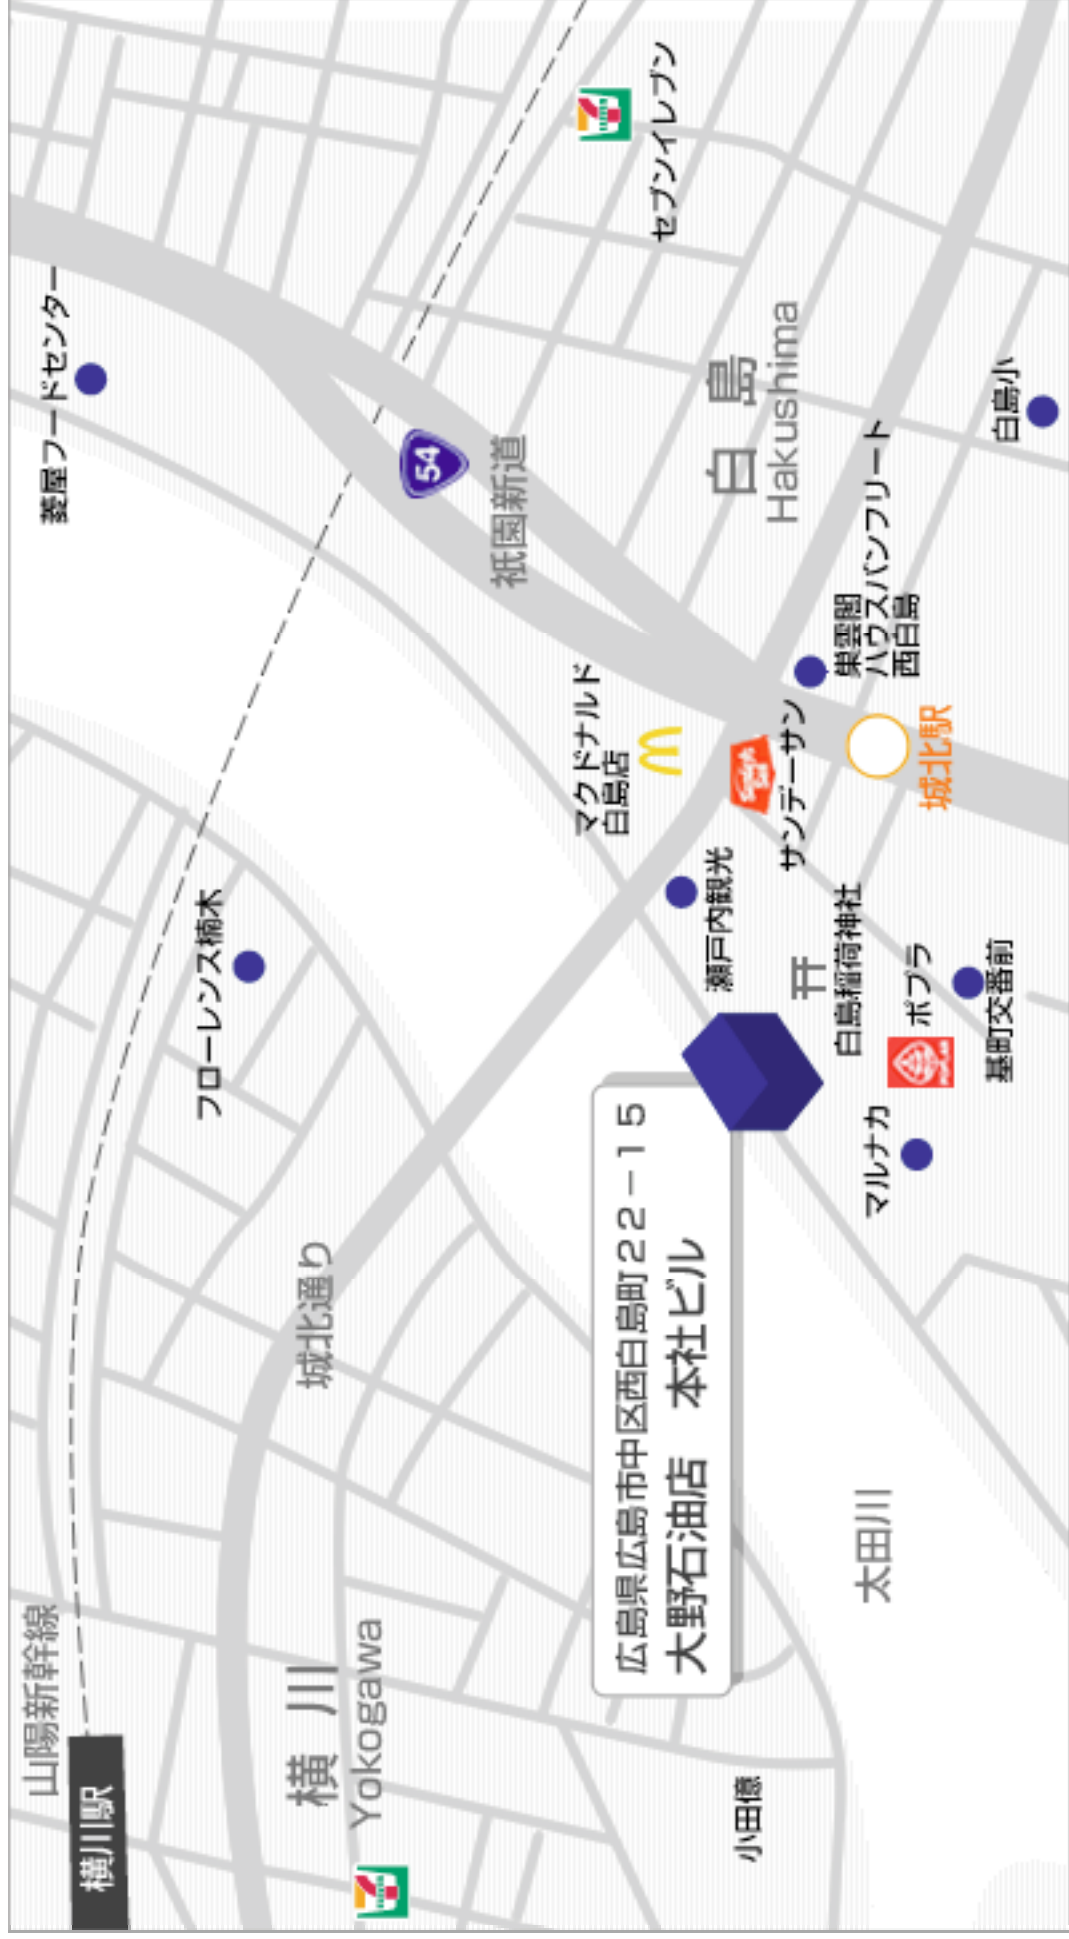 山陽新幹線
横川駅
菱屋フードセンター
フローレンス楠木
城北通り
横川
Yokogawa
7
54
祇園新道
7
セブンイレブン
白島
Hakushima
マクドナルド
白島店
サンデーサン
瀬戸内観光
巣雲閣
ハウスバンフリート
西白島
城北駅
白島小
白島稲荷神社
ポプラ
POPLAR
基町交番前
マルナカ
広島県広島市中区西白島町22−15
大野石油店 本社ビル
太田川
小田億